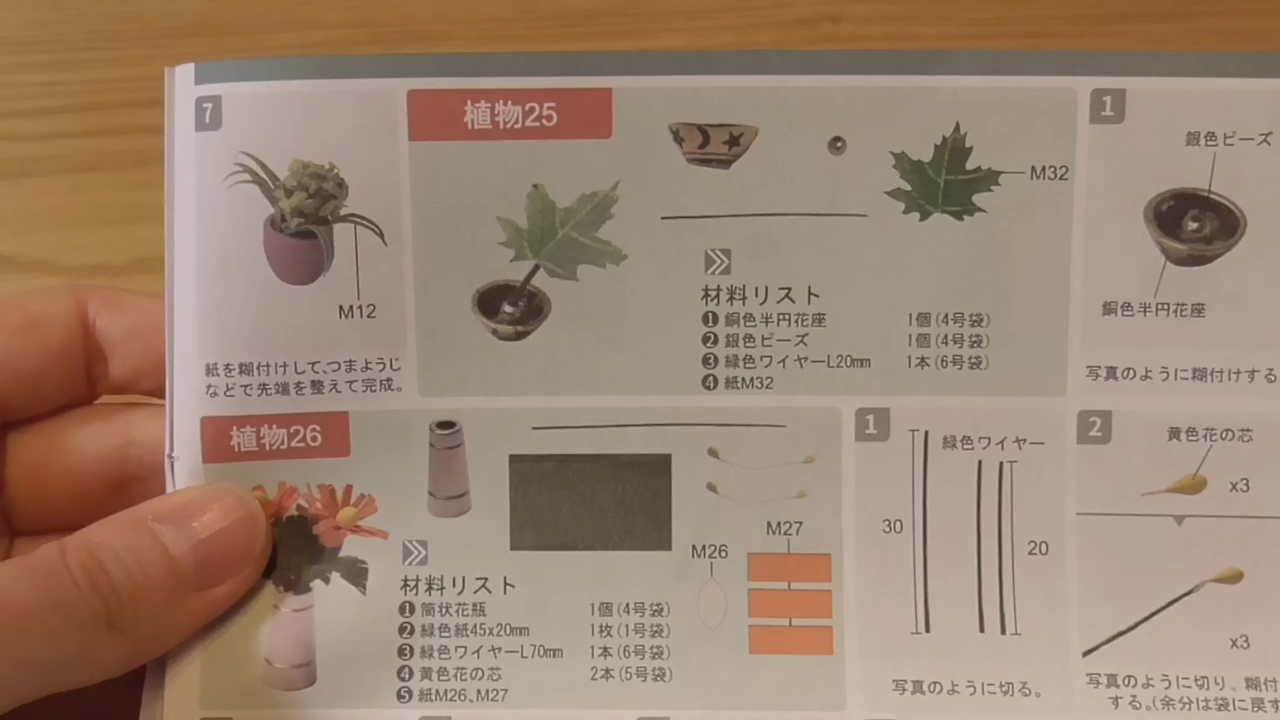 7
M12
紙を糊付けして、つまようじ
などで先端を整えて完成。
植物25
M32
材料リスト
❶銅色半円花座 1個(4号袋)
❷銀色ビーズ 1個(4号袋)
❸緑色ワイヤーL20mm 1本(6号袋)
❹紙M32
1
銀色ビーズ
銅色半円花座
写真のように糊付けする
植物26
M26
M27
材料リスト
❶筒状花瓶 1個(4号袋)
❷緑色紙45x20mm 1枚(1号袋)
❸緑色ワイヤーL70mm 1本(6号袋)
❹黄色花の芯 2本(5号袋)
❺紙M26、M27
1
緑色ワイヤー
30
20
写真のように切る。
2
黄色花の芯
x3
x3
写真のように切り、糊付
する。(余分は袋に戻す